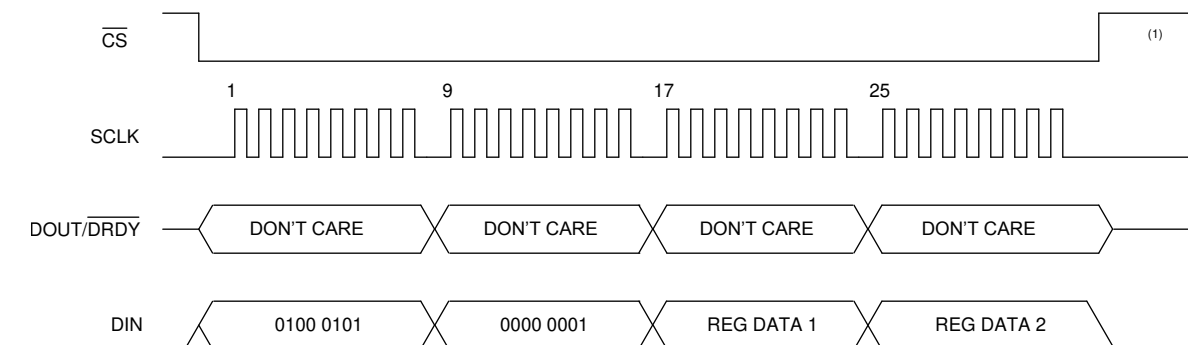 CS
(1)
1 9 17 25
SCLK
DOUT/DRDY DON'T CARE DON'T CARE DON'T CARE DON'T CARE
DIN 0100 0101 0000 0001 REG DATA 1 REG DATA 2